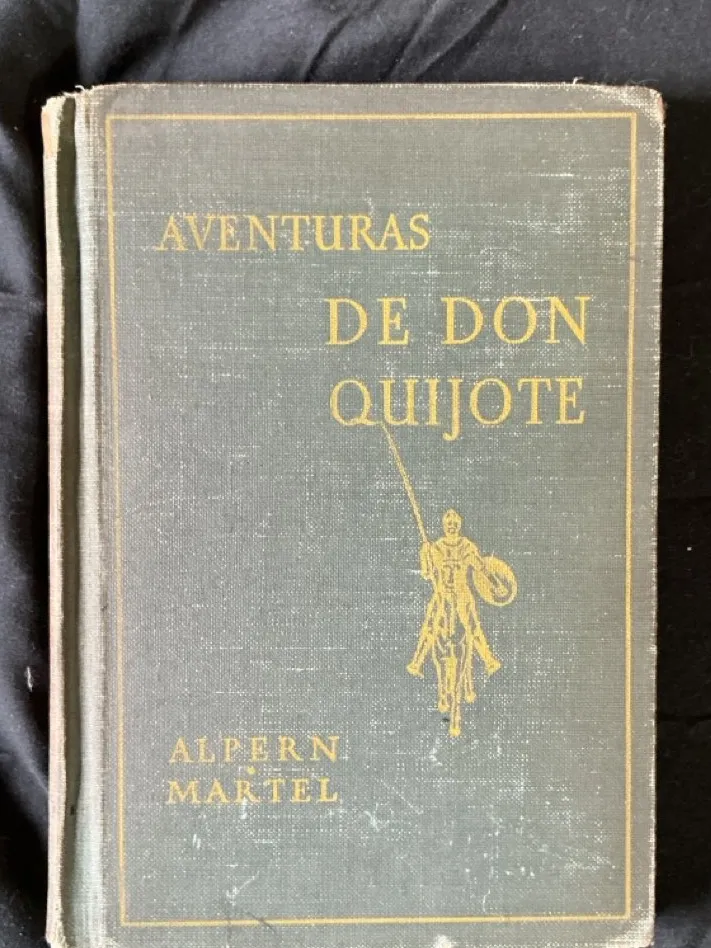 AVENTURAS
DE DON
QUIJOTE
ALPERN
MARTEL